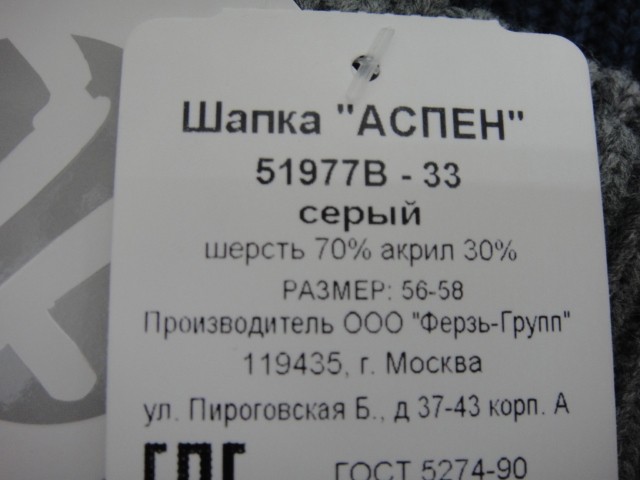 Шапка "АСПЕН"
51977В - 33
серый
шерсть 70% акрил 30%
РАЗМЕР: 56-58
Производитель ООО "Ферзь-Групп"
119435, г. Москва
ул. Пироговская Б., д 37-43 корп. А
ГОСТ 5274-90